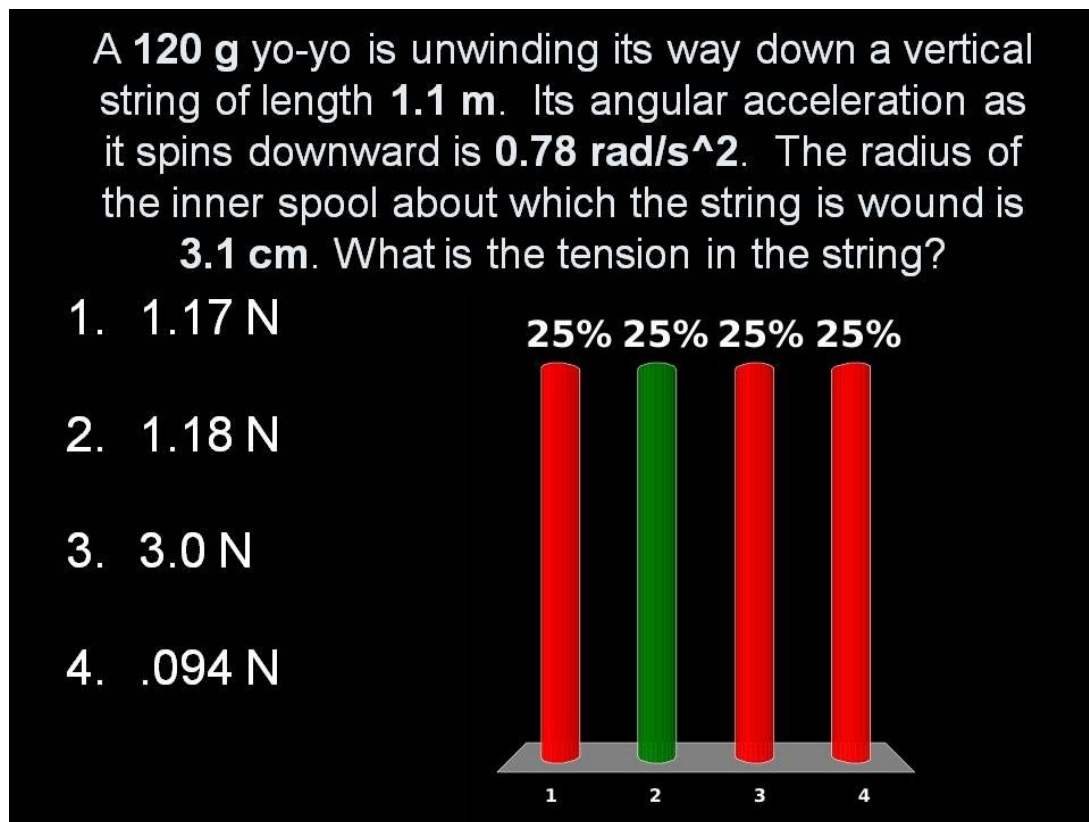 A 120 g yo-yo is unwinding its way down a vertical
string of length 1.1 m. Its angular acceleration as
it spins downward is 0.78 rad/s^2. The radius of
the inner spool about which the string is wound is
3.1 cm. What is the tension in the string?
1. 1.17 N
2. 1.18 N
3. 3.0 N
4. .094 N
25% 25% 25% 25%
1 2 3 4